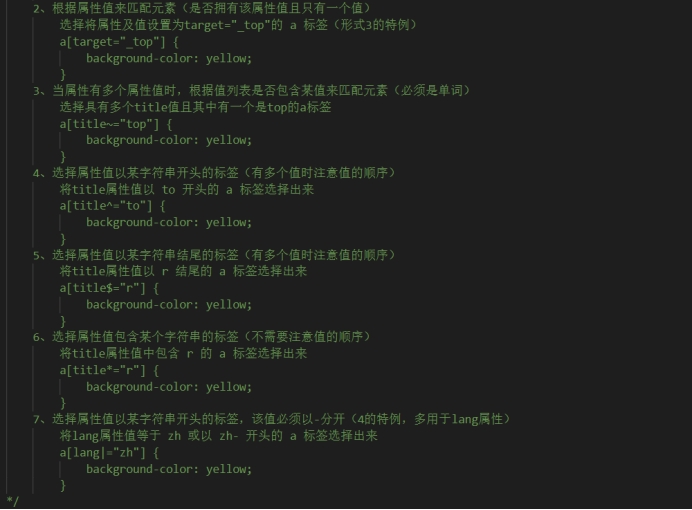 2、根据属性值来匹配元素（是否拥有该属性值且只有一个值）
选择将属性及值设置为target="_top"的 a 标签（形式3的特例）
a[target="_top"] {
background-color: yellow;
}
3、当属性有多个属性值时，根据值列表是否包含某值来匹配元素（必须是单词）
选择具有多个title值且其中有一个是top的a标签
a[title~="top"] {
background-color: yellow;
}
4、选择属性值以某字符串开头的标签（有多个值时注意值的顺序）
将title属性值以 to 开头的 a 标签选择出来
a[title^="to"] {
background-color: yellow;
}
5、选择属性值以某字符串结尾的标签（有多个值时注意值的顺序）
将title属性值以 r 结尾的 a 标签选择出来
a[title$="r"] {
background-color: yellow;
}
6、选择属性值包含某个字符串的标签（不需要注意值的顺序）
将title属性值中包含 r 的 a 标签选择出来
a[title*="r"] {
background-color: yellow;
}
7、选择属性值以某字符串开头的标签，该值必须以-分开（4的特例，多用于lang属性）
将lang属性值等于 zh 或以 zh- 开头的 a 标签选择出来
a[lang|="zh"] {
background-color: yellow;
}
*/